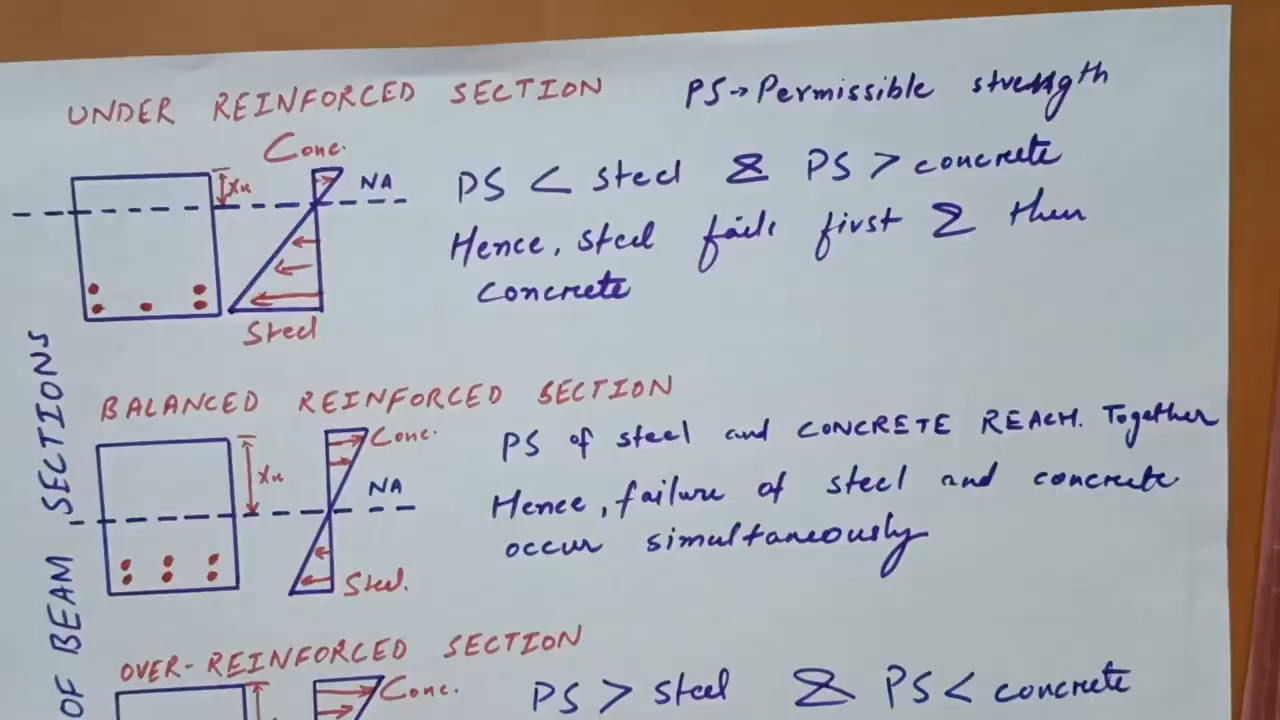 UNDER REINFORCED SECTION
PS→Permissible strength
Conc.
Xu
NA
PS < steel & PS > concrete
Hence, steel fails first & then
concrete
Steel
OF BEAM SECTIONS
BALANCED REINFORCED SECTION
Conc.
Xu
NA
PS of steel and CONCRETE REACH. Together
Hence, failure of steel and concrete
occur simultaneously
Steel.
OVER-REINFORCED SECTION
Conc.
PS > steel & PS < concrete